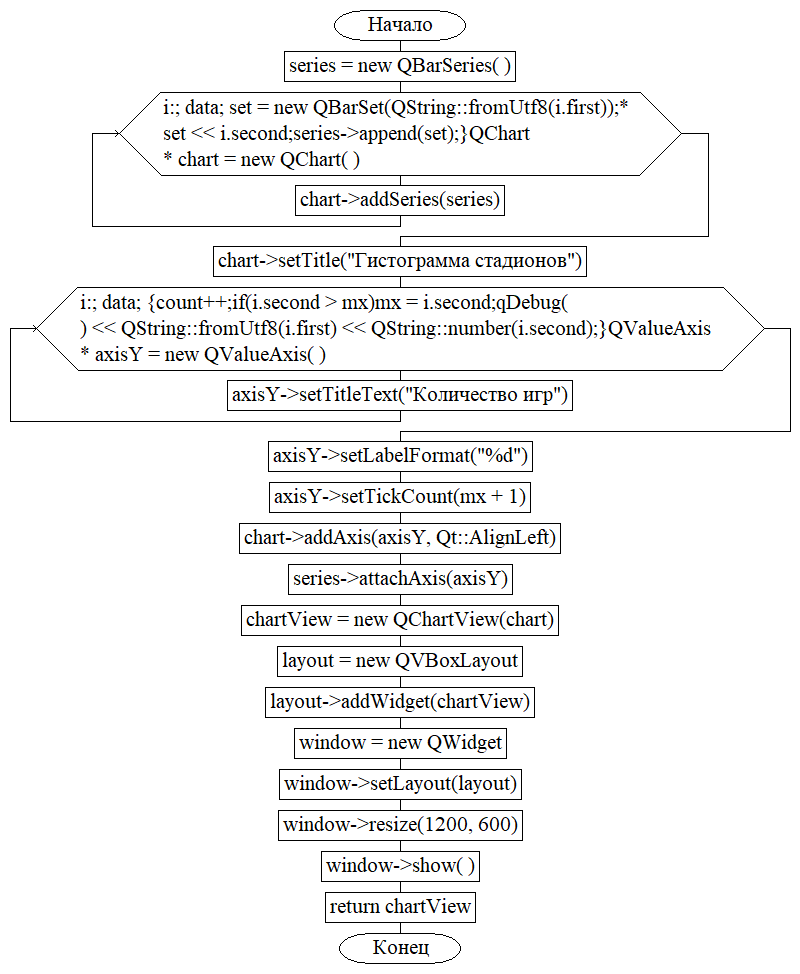 Начало
series = new QBarSeries( )
i:; data; set = new QBarSet(QString::fromUtf8(i.first));*
set << i.second;series->append(set);}QChart
* chart = new QChart( )
chart->addSeries(series)
chart->setTitle("Гистограмма стадионов")
i:; data; {count++;if(i.second > mx)mx = i.second;qDebug(
) << QString::fromUtf8(i.first) << QString::number(i.second);}QValueAxis
* axisY = new QValueAxis( )
axisY->setTitleText("Количество игр")
axisY->setLabelFormat("%d")
axisY->setTickCount(mx + 1)
chart->addAxis(axisY, Qt::AlignLeft)
series->attachAxis(axisY)
chartView = new QChartView(chart)
layout = new QVBoxLayout
layout->addWidget(chartView)
window = new QWidget
window->setLayout(layout)
window->resize(1200, 600)
window->show( )
return chartView
Конец